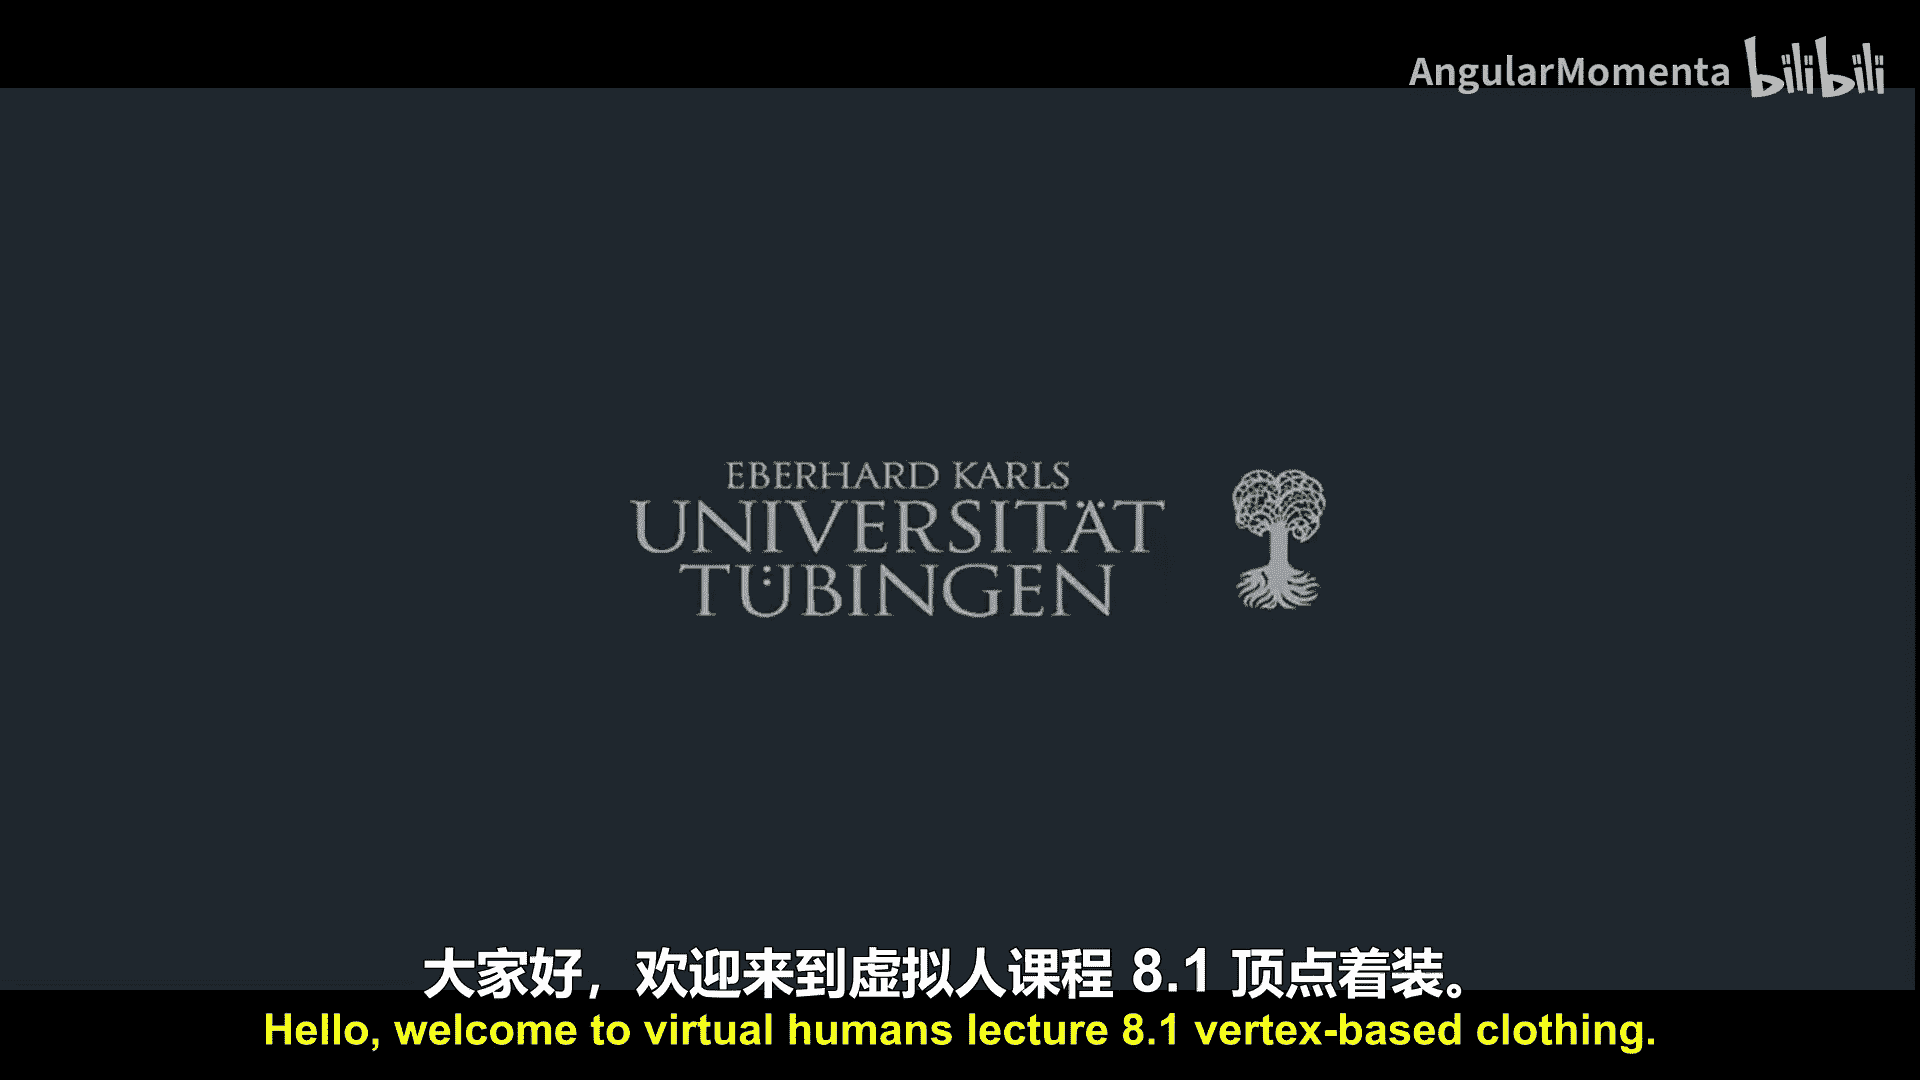 AngularMomenta bilibili
EBERHARD KARLS
UNIVERSITÄT
TÜBINGEN
大家好，欢迎来到虚拟人课程 8.1 顶点着装。
Hello, welcome to virtual humans lecture 8.1 vertex-based clothing.